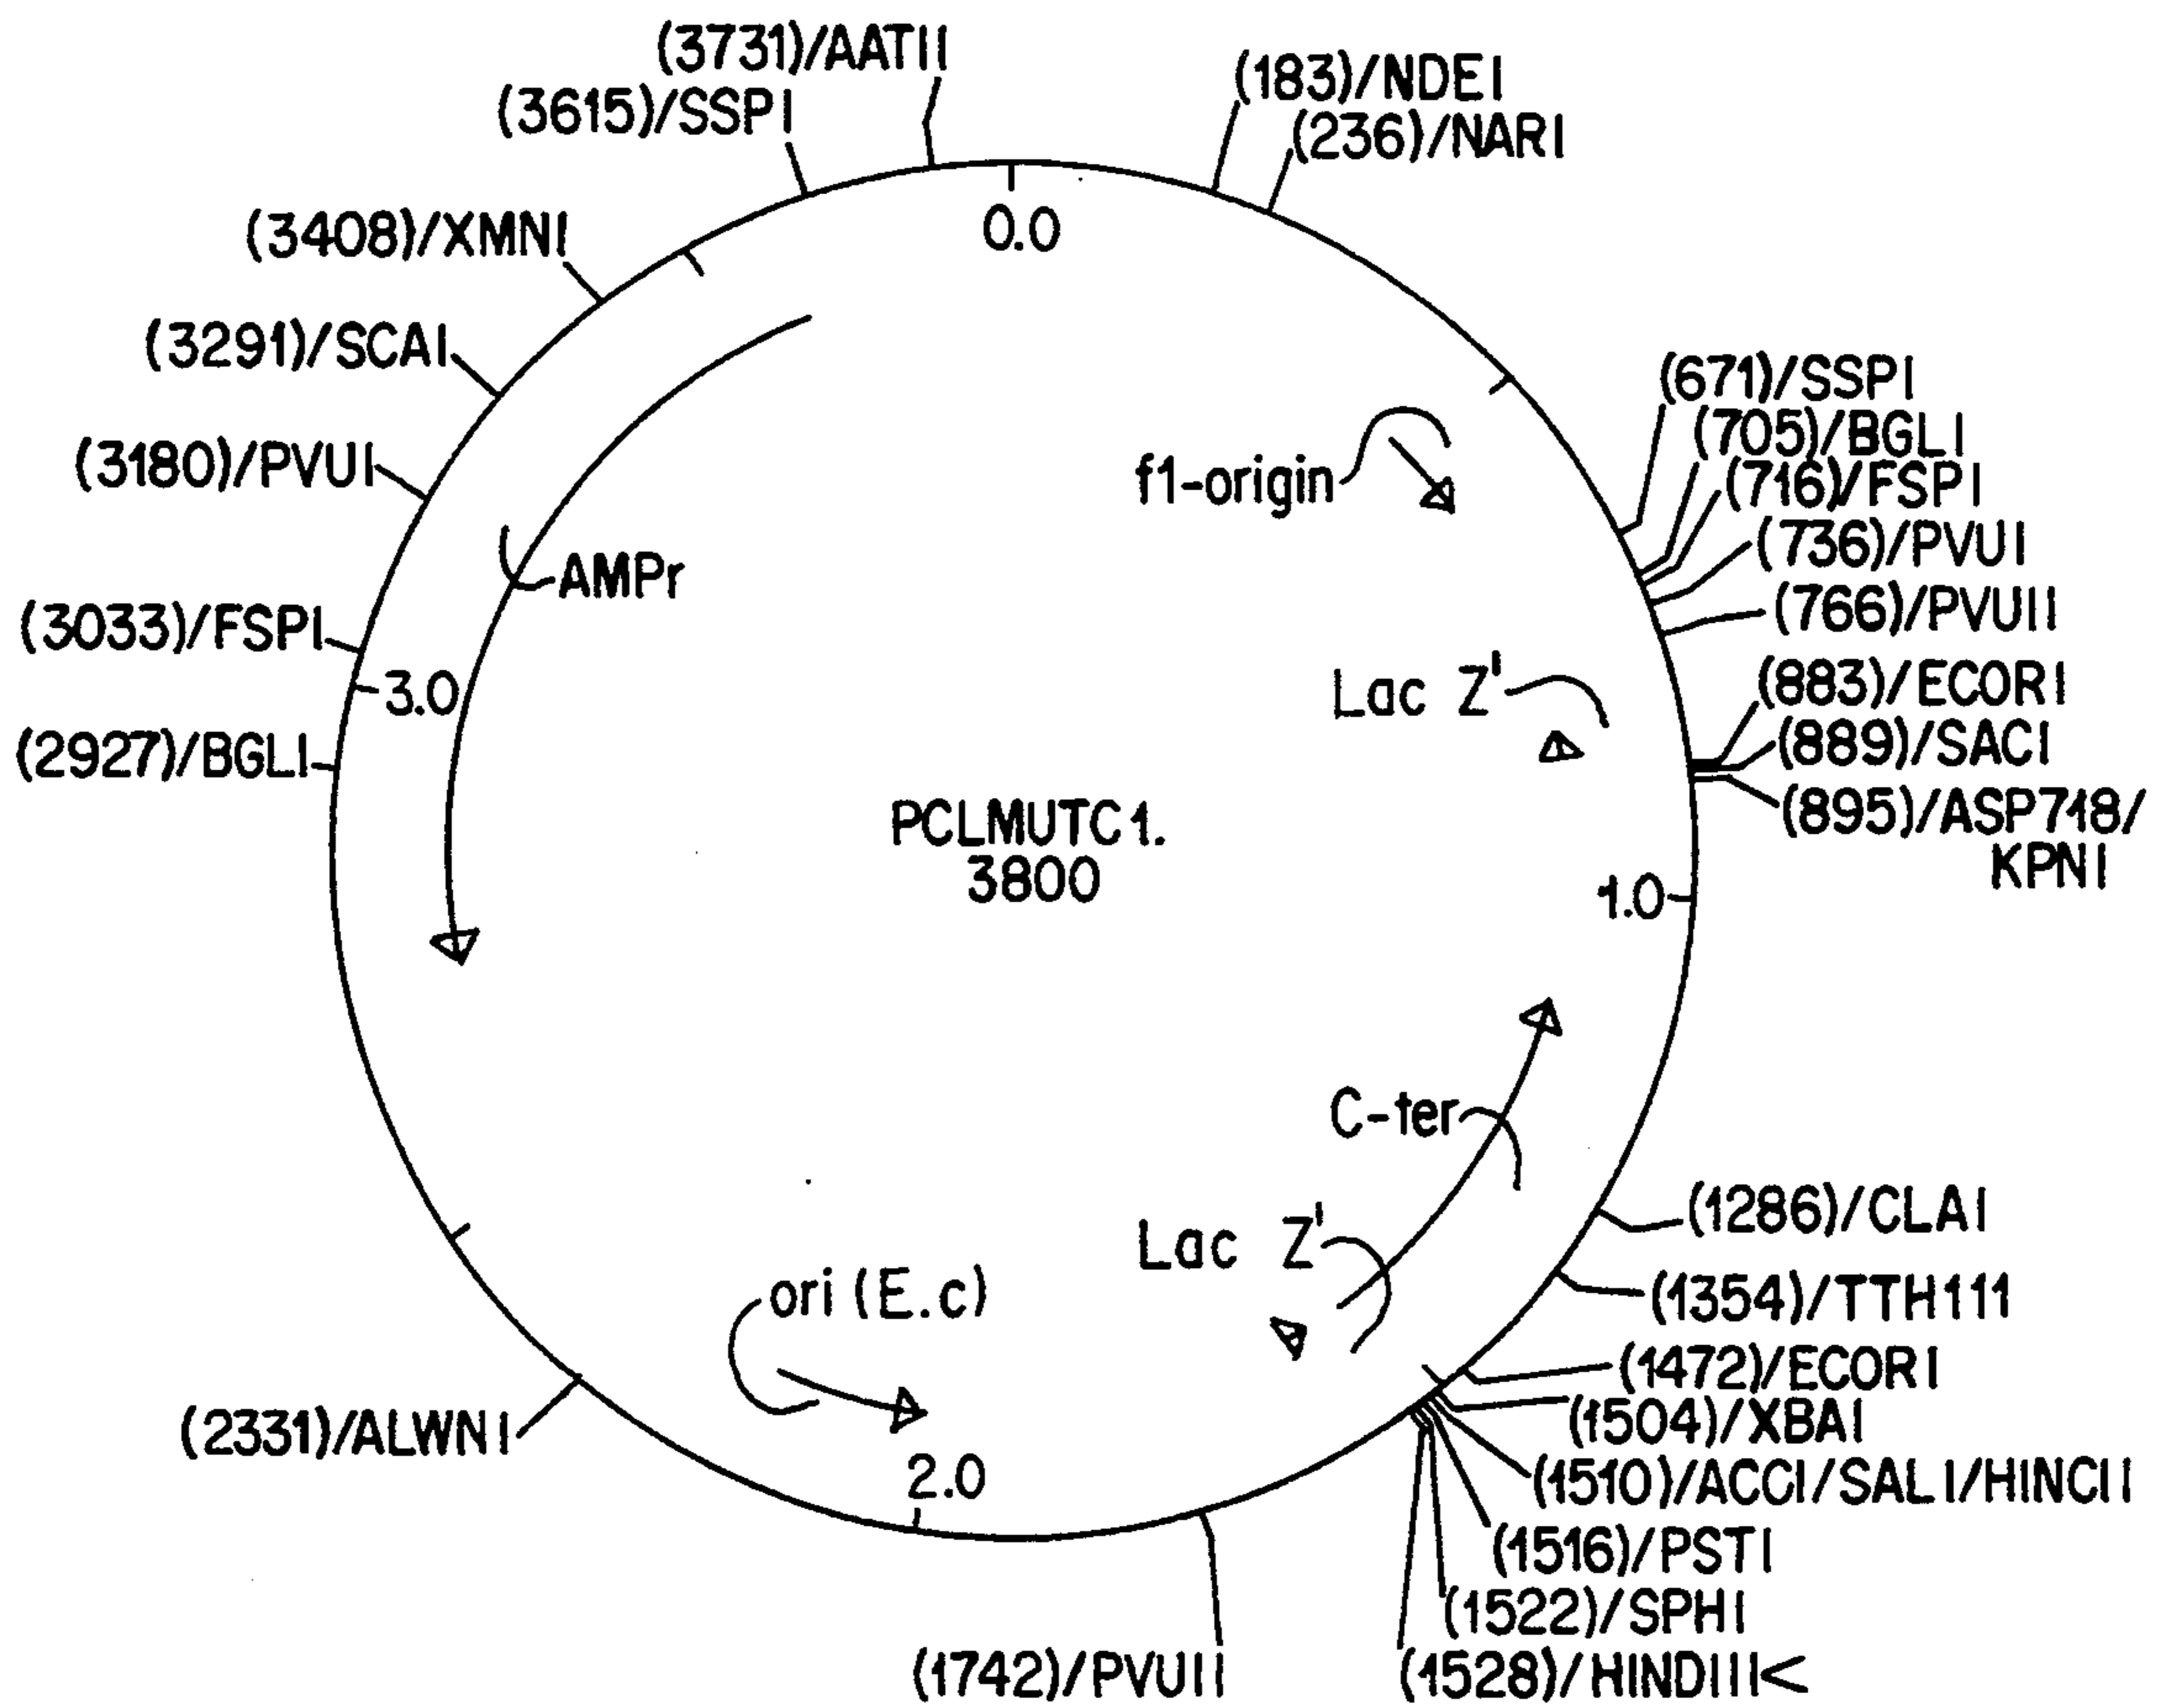 (3731)/AATII
(3615)/SSPI
(183)/NDEI
(236)/NARI
(3408)/XMNI
0.0
(3291)/SCAI
(671)/SSPI
(705)/BGLI
(716)/FSPI
(3180)/PVUI
f1-origin
(736)/PVUI
AMPr
(766)/PVUII
(3033)/FSPI
3.0
Lac Z'
(883)/ECORI
(2927)/BGLI
(889)/SACI
(895)/ASP718/
KPNI
PCLMUTC1.
3800
1.0
C-ter
(1286)/CLAI
Lac Z'
ori (E.c)
(1354)/TTH111
(1472)/ECORI
(1504)/XBAI
(2331)/ALWNI
2.0
(1510)/ACCI/SALI/HINCII
(1516)/PSTI
(1522)/SPHI
(1742)/PVUII
(1528)/HINDIII<